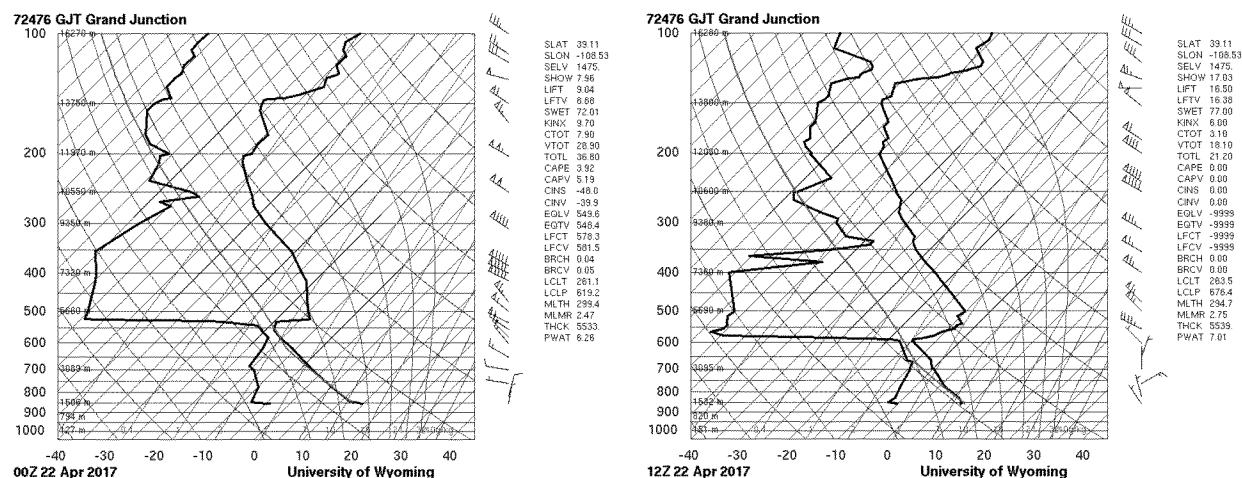 72476 GJT Grand Junction
100
16270 m
13750 m
200
11970 m
10550 m
300
9350 m
400
7320 m
500
5660 m
600
700
3089 m
800
1506 m
900
794 m
1000
127 m
-40 -30 -20 -10 0 10 20 30 40
00Z 22 Apr 2017 University of Wyoming
SLAT 39.11
SLON -108.53
SELV 1475.
SHOW 7.96
LIFT 9.04
LFTV 8.88
SWET 72.01
KINX 9.70
CTOT 7.90
VTOT 28.90
TOTL 36.80
CAPE 3.92
CAPV 5.19
CINS -48.0
CINV -39.9
EQLV 549.6
EQTV 548.4
LFCT 578.3
LFCV 581.5
BRCH 0.04
BRCV 0.05
LCLT 261.1
LCLP 619.2
MLTH 299.4
MLMR 2.47
THCK 5533.
PWAT 6.26
72476 GJT Grand Junction
100
16280 m
13800 m
200
12050 m
10600 m
300
9380 m
400
7360 m
500
5690 m
600
700
3095 m
800
1532 m
900
820 m
1000
151 m
-40 -30 -20 -10 0 10 20 30 40
12Z 22 Apr 2017 University of Wyoming
SLAT 39.11
SLON -108.53
SELV 1475.
SHOW 17.03
LIFT 16.50
LFTV 16.38
SWET 77.00
KINX 6.00
CTOT 3.10
VTOT 18.10
TOTL 21.20
CAPE 0.00
CAPV 0.00
CINS 0.00
CINV 0.00
EQLV -9999
EQTV -9999
LFCT -9999
LFCV -9999
BRCH 0.00
BRCV 0.00
LCLT 263.5
LCLP 676.4
MLTH 294.7
MLMR 2.75
THCK 5539.
PWAT 7.01